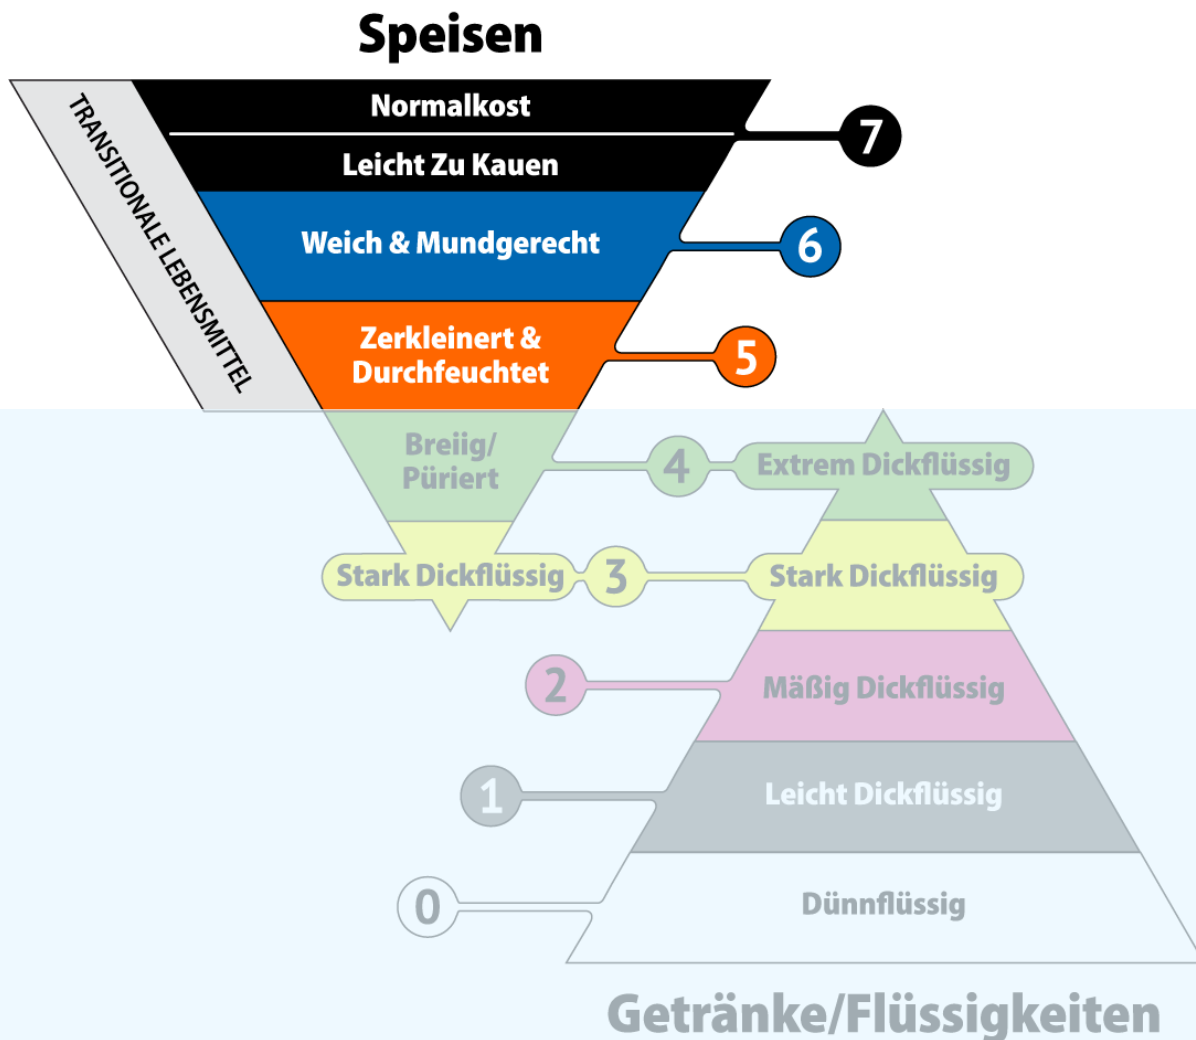 Speisen
TRANSITIONALE LEBENSMITTEL
Normalkost
7
Leicht Zu Kauen
Weich & Mundgerecht
6
Zerkleinert &
Durchfeuchtet
5
Breiig/
Püriert
4
Extrem Dickflüssig
Stark Dickflüssig
3
Stark Dickflüssig
2
Mäßig Dickflüssig
1
Leicht Dickflüssig
0
Dünnflüssig
Getränke/Flüssigkeiten